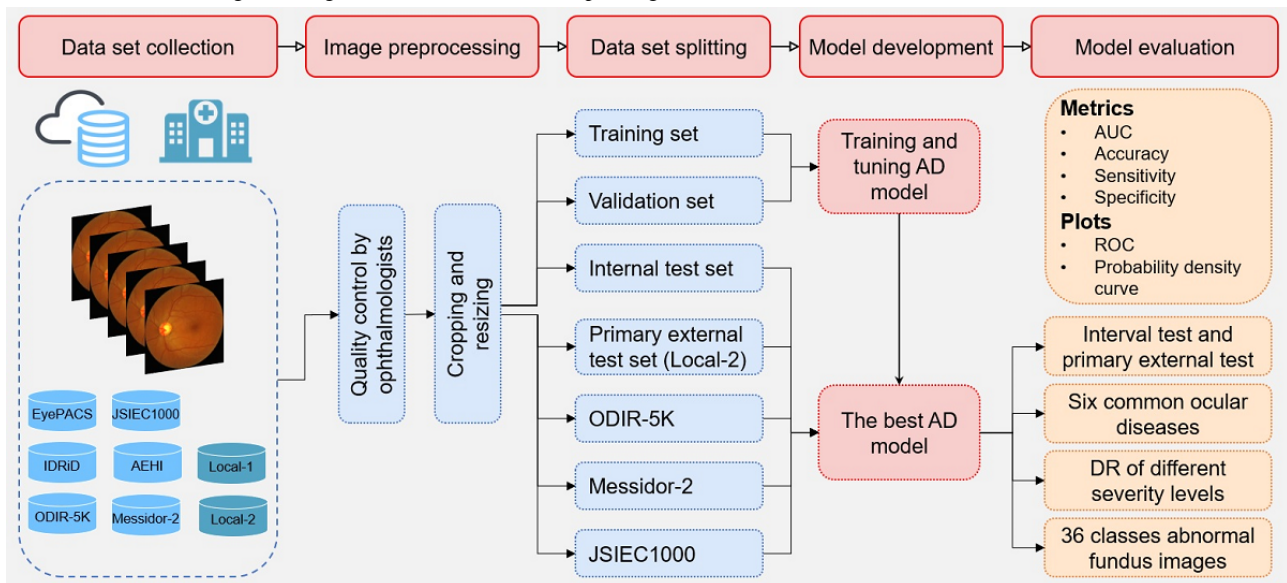 Data set collection
Image preprocessing
Data set splitting
Model development
Model evaluation
EyePACS
JSIEC1000
IDRiD
AEHI
Local-1
ODIR-5K
Messidor-2
Local-2
Quality control by
ophthalmologists
Cropping and
resizing
Training set
Validation set
Internal test set
Primary external
test set (Local-2)
ODIR-5K
Messidor-2
JSIEC1000
Training and
tuning AD
model
The best AD
model
Metrics
• AUC
• Accuracy
• Sensitivity
• Specificity
Plots
• ROC
• Probability density
curve
Interval test and
primary external test
Six common ocular
diseases
DR of different
severity levels
36 classes abnormal
fundus images